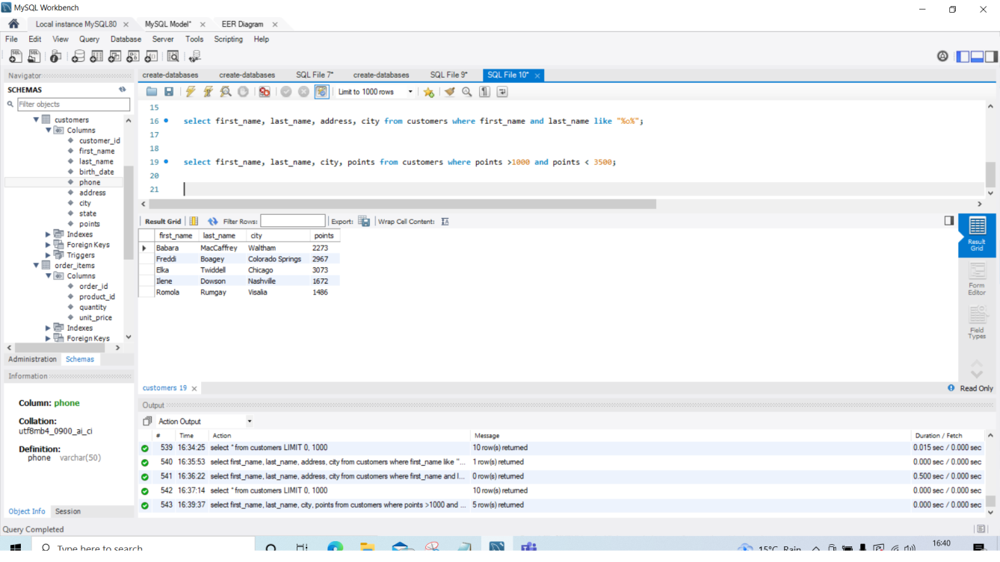 MySQL Workbench
Local instance MySQL80 MySQL Model* EER Diagram
File Edit View Query Database Server Tools Scripting Help
Navigator
SCHEMAS
Filter objects
customers
Columns
customer_id
first_name
last_name
birth_date
phone
address
city
state
points
Indexes
Foreign Keys
Triggers
order_items
Columns
order_id
product_id
quantity
unit_price
Indexes
Foreign Keys
Administration Schemas
Information
Column: phone
Collation:
utf8mb4_0900_ai_ci
Definition:
phone varchar(50)
Object Info Session
create-databases create-databases SQL File 7* create-databases SQL File 9* SQL File 10*
Limit to 1000 rows
15
16 select first_name, last_name, address, city from customers where first_name and last_name like "%o%";
17
18
19 select first_name, last_name, city, points from customers where points >1000 and points < 3500;
20
21
Result Grid Filter Rows: Export: Wrap Cell Content:
first_name last_name city points
Babara MacCaffrey Waltham 2273
Freddi Boagey Colorado Springs 2967
Elka Twiddell Chicago 3073
Ilene Dowson Nashville 1672
Romola Rumgay Visalia 1486
Result
Grid
Form
Editor
Field
Types
customers 19 Read Only
Output
Action Output
# Time Action Message Duration / Fetch
539 16:34:25 select * from customers LIMIT 0, 1000 10 row(s) returned 0.015 sec / 0.000 sec
540 16:35:53 select first_name, last_name, address, city from customers where first_name like "... 1 row(s) returned 0.000 sec / 0.000 sec
541 16:36:22 select first_name, last_name, address, city from customers where first_name and l... 0 row(s) returned 0.500 sec / 0.000 sec
542 16:37:14 select * from customers LIMIT 0, 1000 10 row(s) returned 0.000 sec / 0.000 sec
543 16:39:37 select first_name, last_name, city, points from customers where points >1000 and ... 5 row(s) returned 0.000 sec / 0.000 sec
Query Completed
Type here to search 15°C Rain 16:40